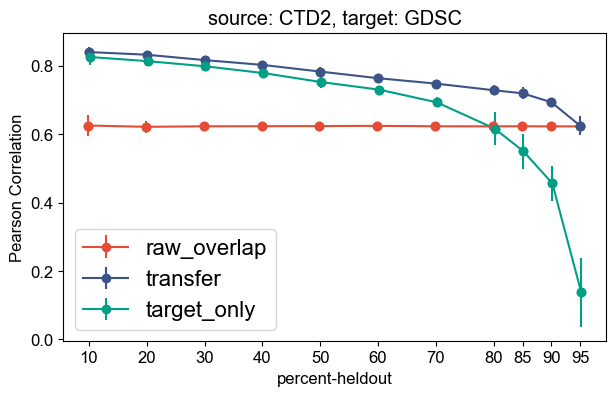 source: CTD2, target: GDSC
Pearson Correlation
0.8
0.6
0.4
0.2
0.0
raw_overlap
transfer
target_only
10 20 30 40 50 60 70 80 85 90 95
percent-heldout